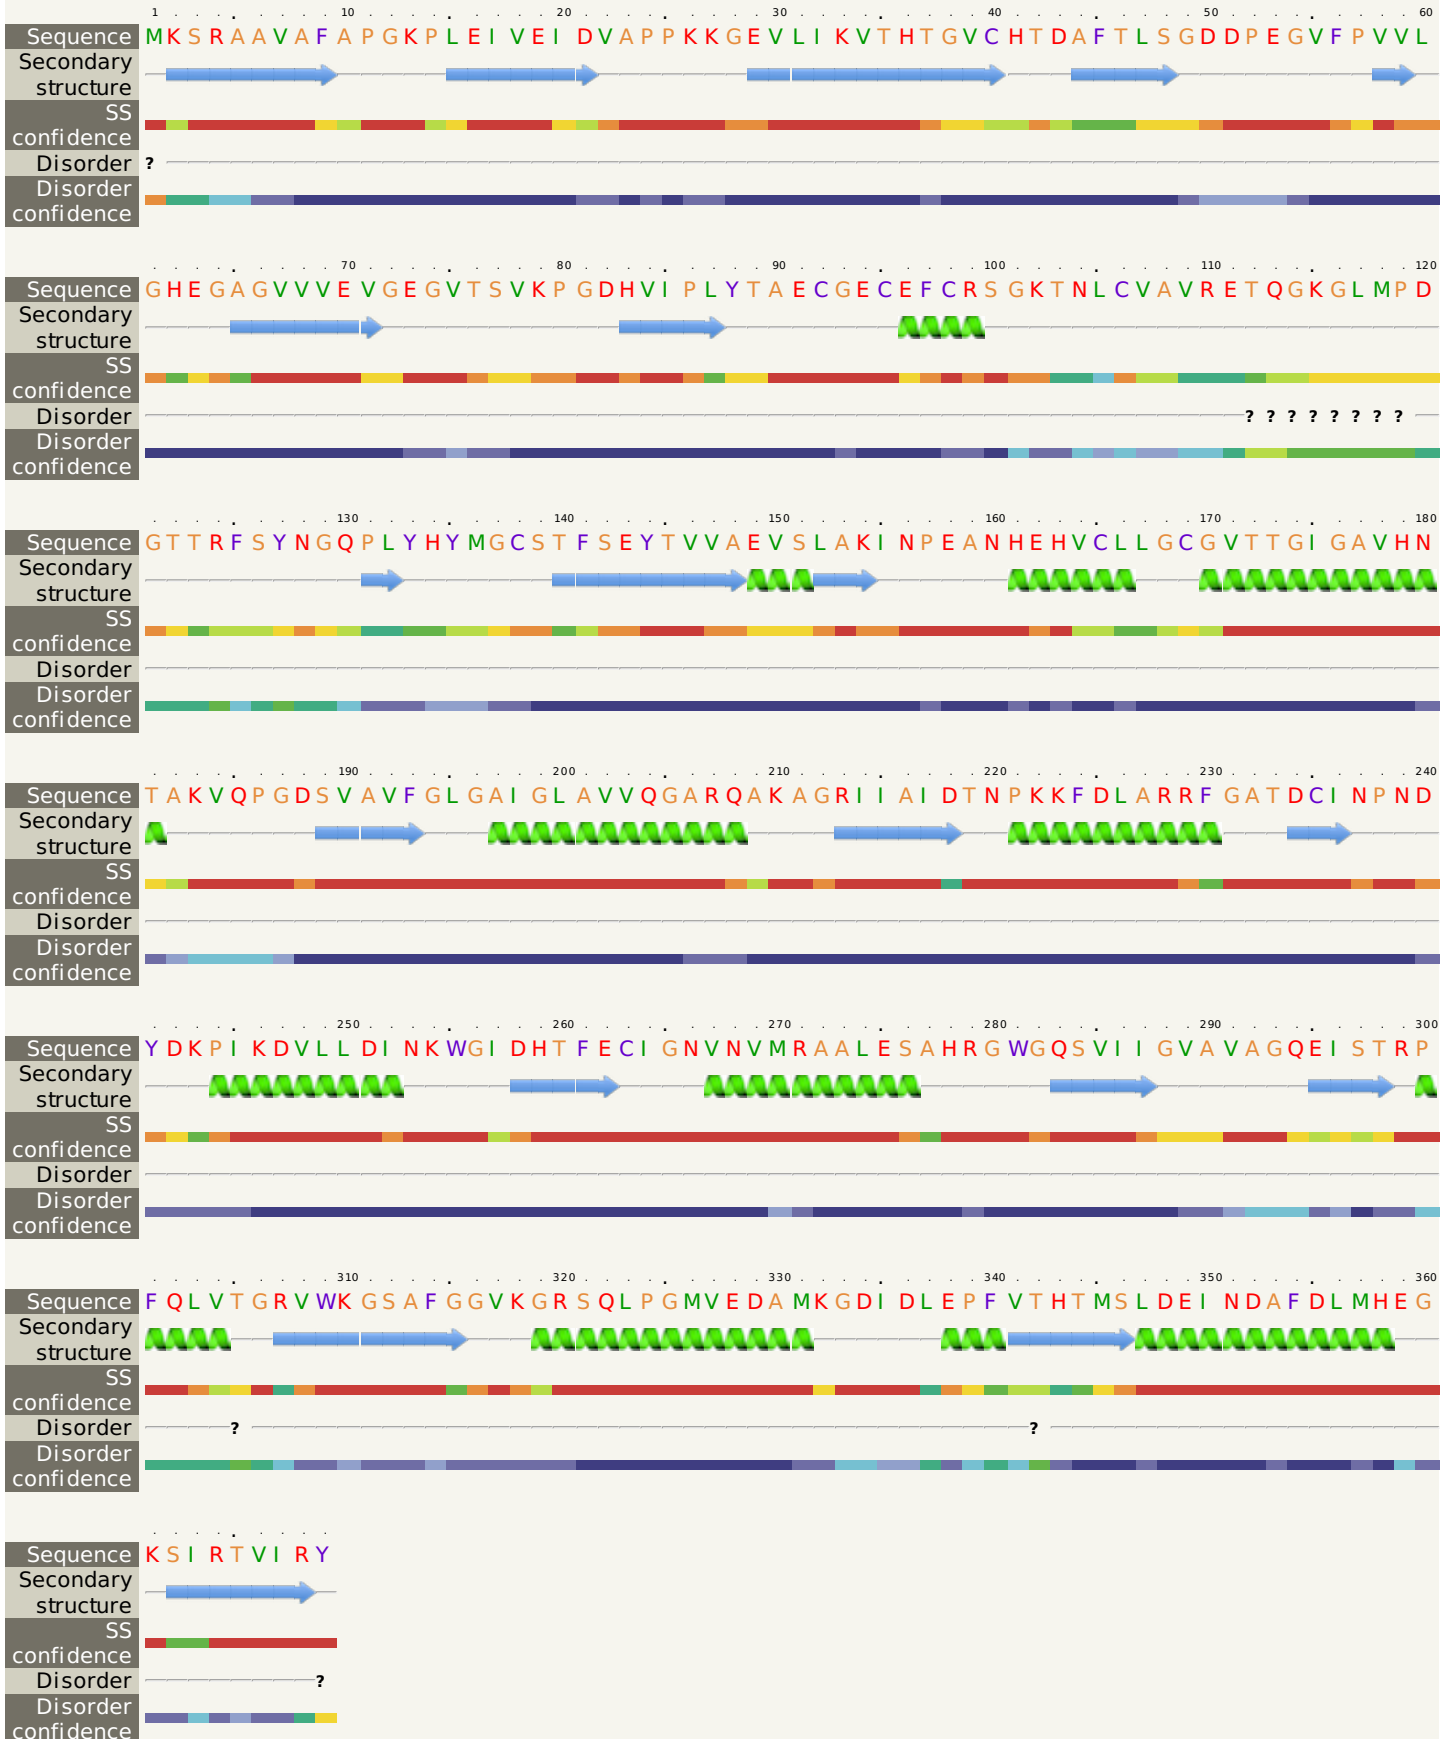 1 10 20 30 40 50 60
Sequence MKSRAAVAFAPGKPLEIVEIDVAPPKKGEVLIKVTHTGVCHTDAFTLSGDDPEGVFPVVL
Secondary
structure
SS
confidence
Disorder ?
Disorder
confidence
70 80 90 100 110 120
Sequence GHEGAGVVVEVGEGVTSVKPGDHVIPLYTAECGECEFCRSGKTNLCVAVRETQGKGLMPD
Secondary
structure
SS
confidence
Disorder ? ? ? ? ? ? ? ?
Disorder
confidence
130 140 150 160 170 180
Sequence GTTRFSYNGQPLYHYMGCSTFSEYTVVAEVSLAKINPEANHEHVCLLGCGVTTGIGAVHN
Secondary
structure
SS
confidence
Disorder
Disorder
confidence
190 200 210 220 230 240
Sequence TAKVQPGDSVAVFGLGAIGLAVVQGARQAKAGRIIAIDTNPKKFDLARRFGATDCINPND
Secondary
structure
SS
confidence
Disorder
Disorder
confidence
250 260 270 280 290 300
Sequence YDKPIKDVLLDINKWGIDHTFECIGNVNVMRAALESAHRGWGQSVIIGVAVAGQEISTRP
Secondary
structure
SS
confidence
Disorder
Disorder
confidence
310 320 330 340 350 360
Sequence FQLVTGRVWKGSAFGGVKGRSQLPGMVEDAMKGDIDLEPFVTHTMSLDEINDAFDLMHEG
Secondary
structure
SS
confidence
Disorder ? ?
Disorder
confidence
Sequence KSIRTVIRY
Secondary
structure
SS
confidence
Disorder ?
Disorder
confidence